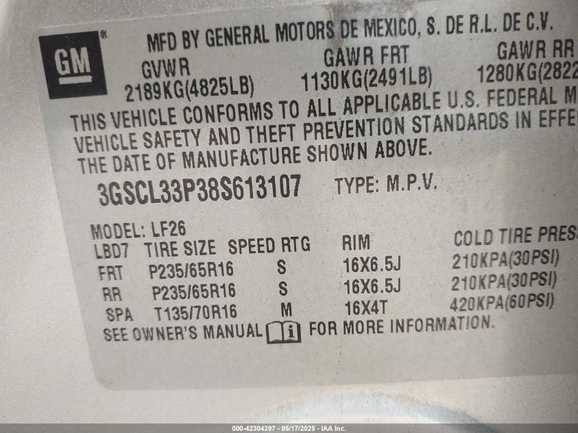 GM ®
MFD BY GENERAL MOTORS DE MEXICO, S. DE R.L. DE C.V.
GVWR GAWR FRT GAWR RR
2189KG(4825LB) 1130KG(2491LB) 1280KG(2822
THIS VEHICLE CONFORMS TO ALL APPLICABLE U.S. FEDERAL M
VEHICLE SAFETY AND THEFT PREVENTION STANDARDS IN EFFE
THE DATE OF MANUFACTURE SHOWN ABOVE.
3GSCL33P38S613107 TYPE: M.P.V.
MODEL: LF26
LBD7 TIRE SIZE SPEED RTG RIM COLD TIRE PRES
FRT P235/65R16 S 16X6.5J 210KPA(30PSI)
RR P235/65R16 S 16X6.5J 210KPA(30PSI)
SPA T135/70R16 M 16X4T 420KPA(60PSI)
SEE OWNER'S MANUAL FOR MORE INFORMATION.
000-42304297 - 05/17/2025 - IAA Inc.